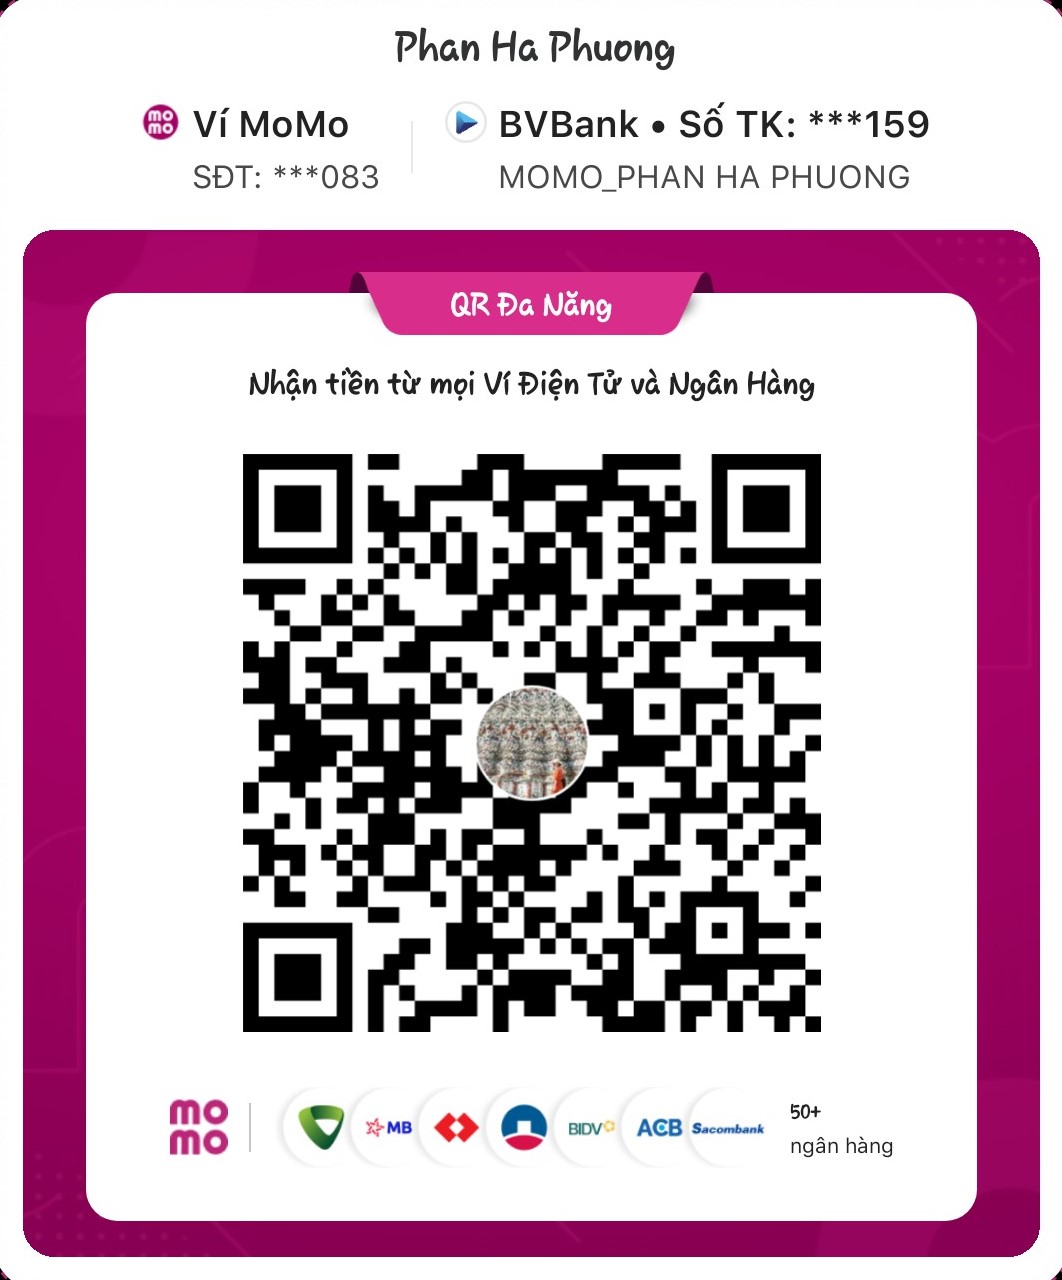 Phan Ha Phuong
momo Ví MoMo
SĐT: ***083
BVBank • Số TK: ***159
MOMO_PHAN HA PHUONG
QR Đa Năng
Nhận tiền từ mọi Ví Điện Tử và Ngân Hàng
momo
MB
BIDV
ACB
Sacombank
50+
ngân hàng